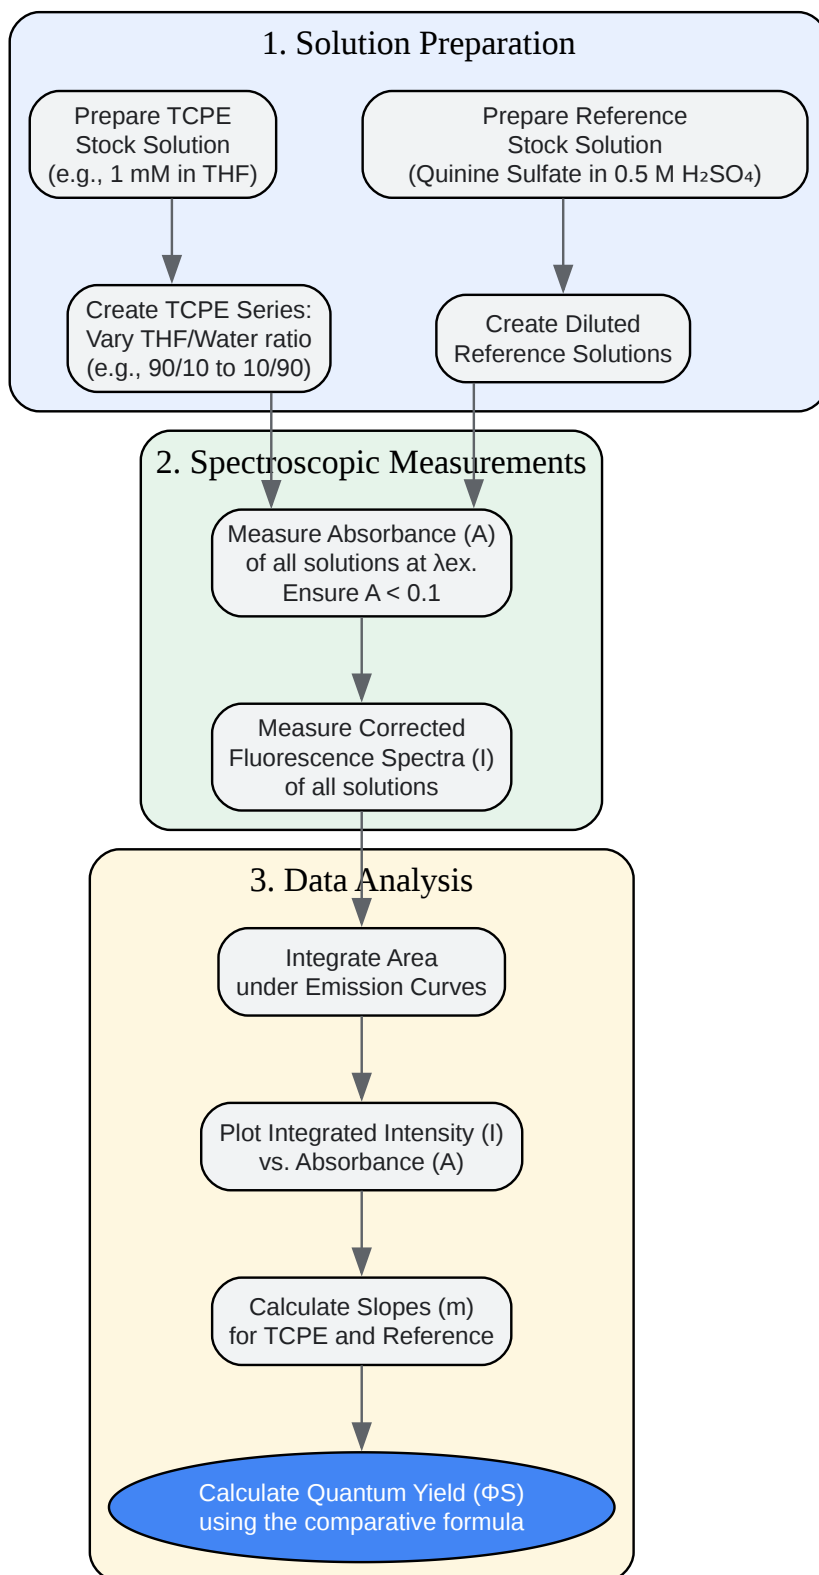 1. Solution Preparation
Prepare TCPE
Stock Solution
(e.g., 1 mM in THF)
Prepare Reference
Stock Solution
(Quinine Sulfate in 0.5 M H₂SO₄)
Create TCPE Series:
Vary THF/Water ratio
(e.g., 90/10 to 10/90)
Create Diluted
Reference Solutions
2. Spectroscopic Measurements
Measure Absorbance (A)
of all solutions at λex.
Ensure A < 0.1
Measure Corrected
Fluorescence Spectra (I)
of all solutions
3. Data Analysis
Integrate Area
under Emission Curves
Plot Integrated Intensity (I)
vs. Absorbance (A)
Calculate Slopes (m)
for TCPE and Reference
Calculate Quantum Yield (ΦS)
using the comparative formula